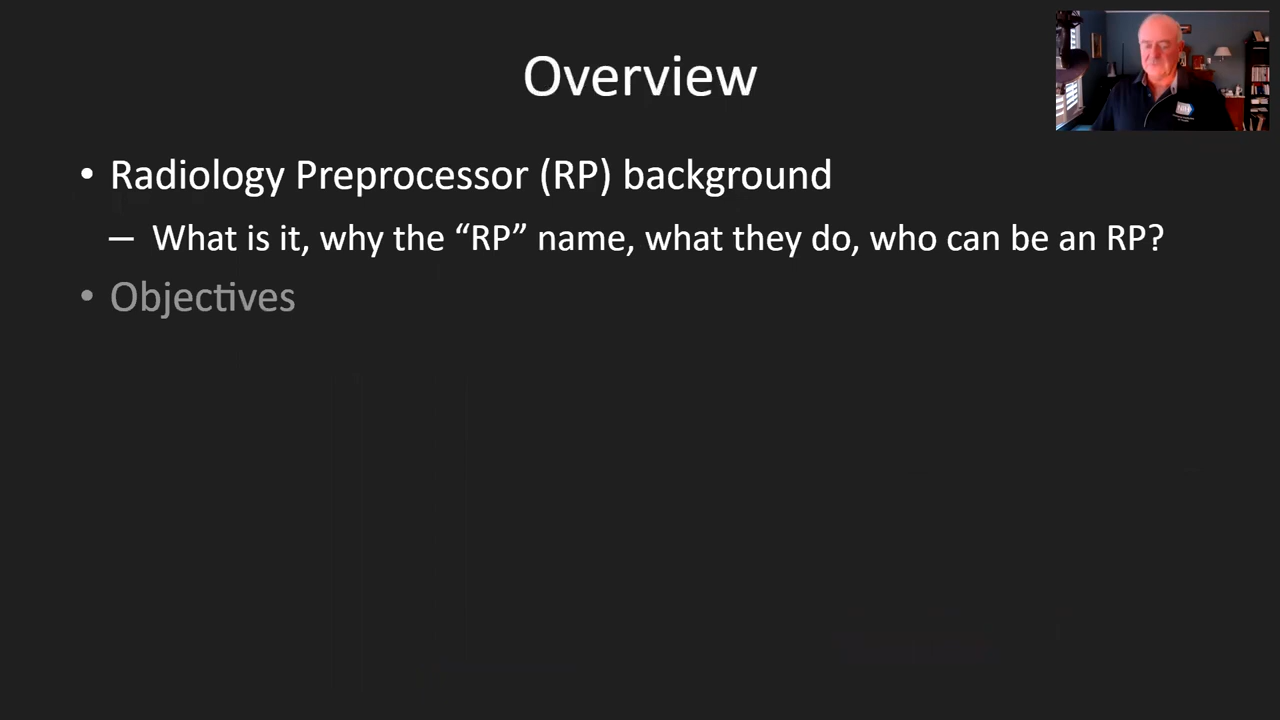 Overview
• Radiology Preprocessor (RP) background
– What is it, why the “RP” name, what they do, who can be an RP?
• Objectives